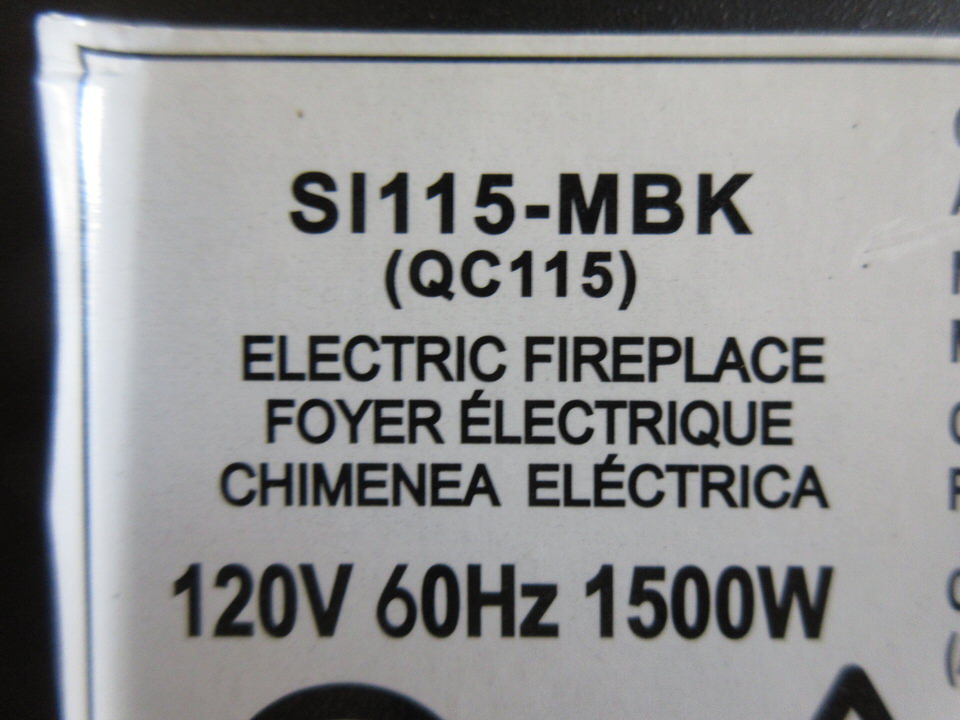 SI115-MBK
(QC115)
ELECTRIC FIREPLACE
FOYER ÉLECTRIQUE
CHIMENEA ELÉCTRICA
120V 60Hz 1500W